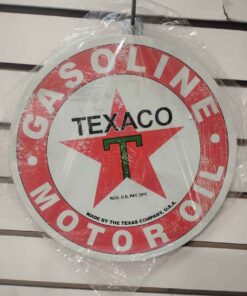 GASOLINE
TEXACO
T
REG. U.S. PAT. OFF.
MADE BY THE TEXAS COMPANY, U.S.A.
MOTOR OIL